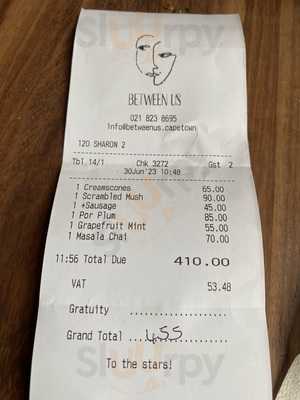 BETWEEN US
021 823 8695
info@betweenus.capetown
120 SHARON 2
Tbl 14/1 Chk 3272 Gst 2
30Jun'23 10:48
1 Creamscones 65.00
1 Scrambled Mush 90.00
1 +Sausage 45.00
1 Por Plum 85.00
1 Grapefruit Mint 55.00
1 Masala Chai 70.00
11:56 Total Due 410.00
VAT 53.48
Gratuity ....................
Grand Total ..455..............
To the stars!
Sluurpy
Sluurpy